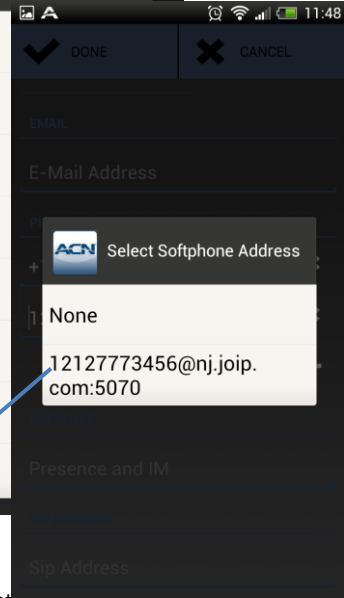 11:48
DONE
CANCEL
EMAIL
E-Mail Address
+
ACN Select Softphone Address
None
12127773456@nj.joip.
com:5070
Presence and IM
Sip Address